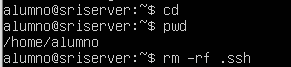 alumno@sriserver:~$ cd
alumno@sriserver:~$ pwd
/home/alumno
alumno@sriserver:~$ rm -rf .ssh